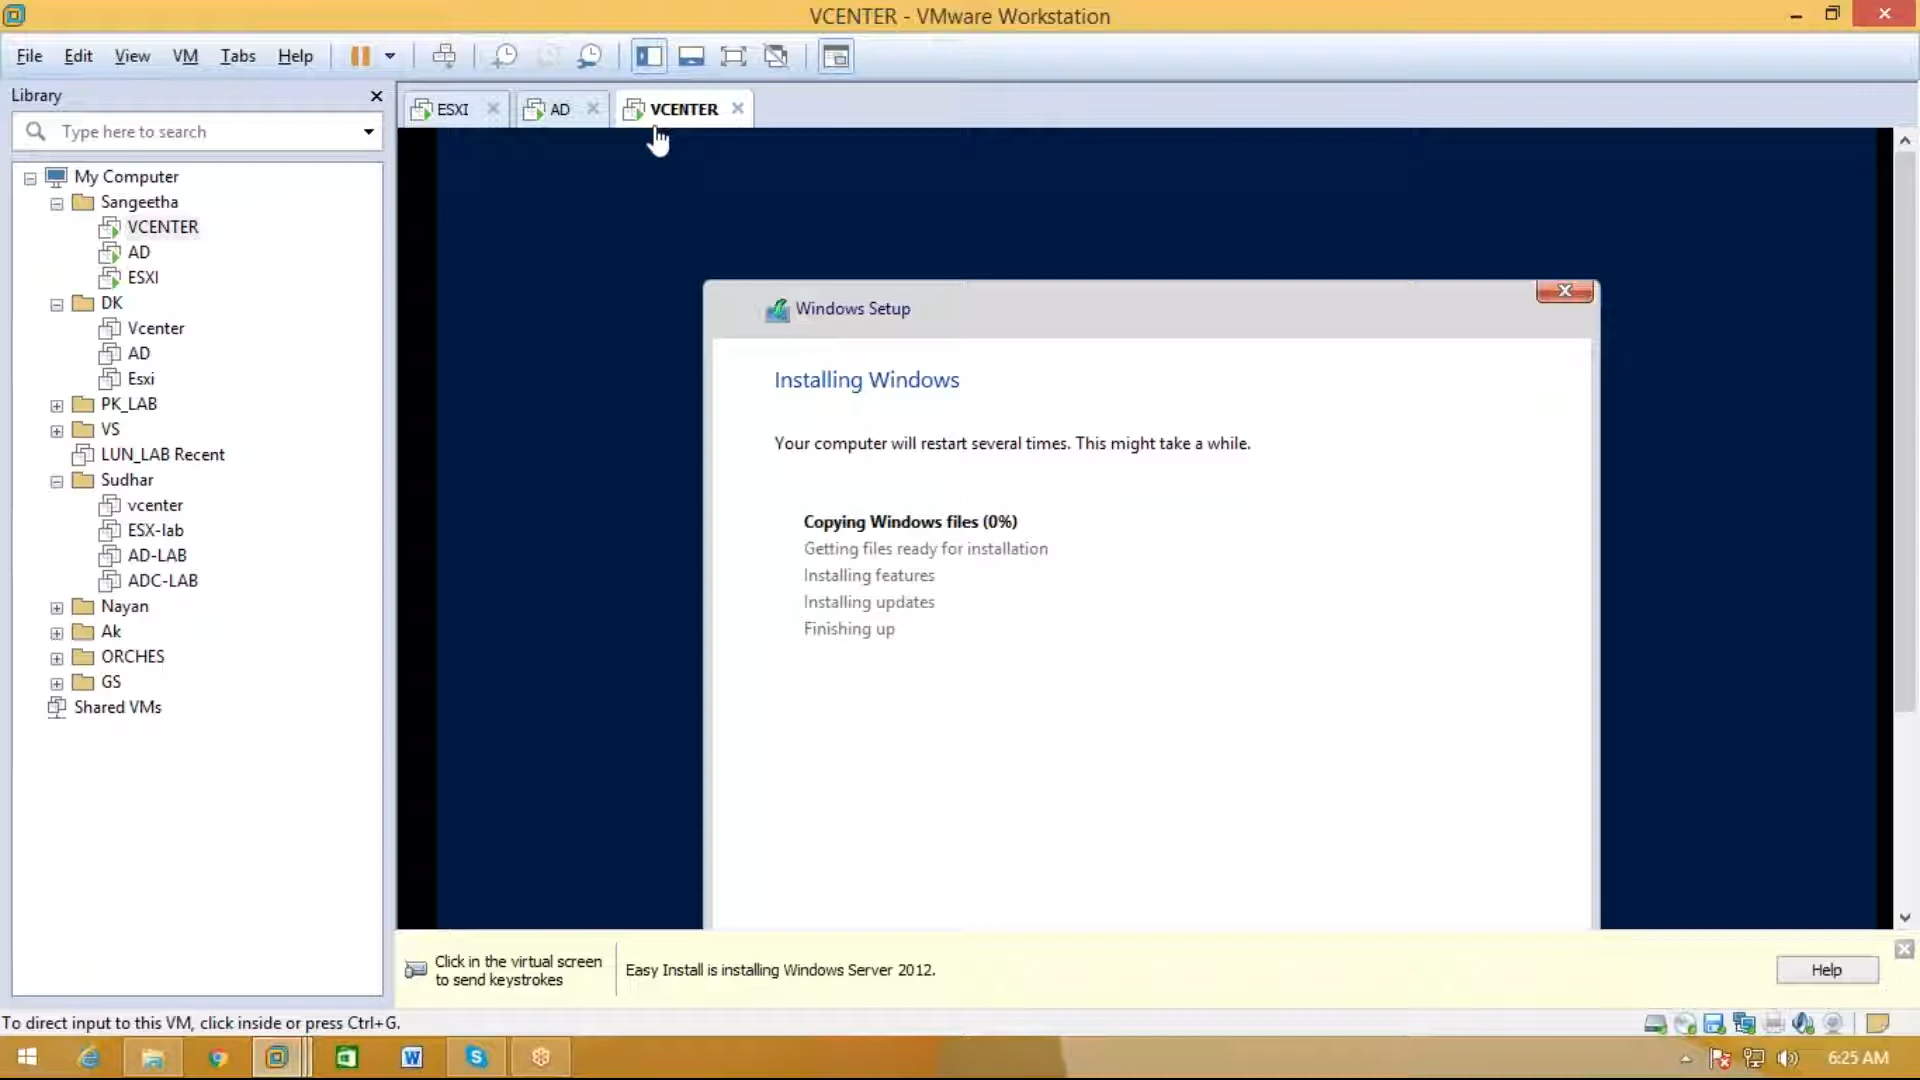 VCENTER - VMware Workstation
File Edit View VM Tabs Help
Library
Type here to search
My Computer
Sangeetha
VCENTER
AD
ESXI
DK
Vcenter
AD
Esxi
PK_LAB
VS
LUN_LAB Recent
Sudhar
vcenter
ESX-lab
AD-LAB
ADC-LAB
Nayan
Ak
ORCHES
GS
Shared VMs
ESXI AD VCENTER
Windows Setup
Installing Windows
Your computer will restart several times. This might take a while.
Copying Windows files (0%)
Getting files ready for installation
Installing features
Installing updates
Finishing up
Click in the virtual screen
to send keystrokes
Easy Install is installing Windows Server 2012.
Help
To direct input to this VM, click inside or press Ctrl+G.
6:25 AM